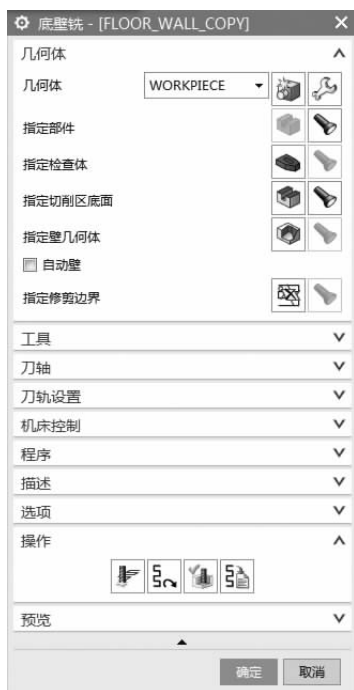 底壁铣 - [FLOOR_WALL_COPY]
几何体
几何体 WORKPIECE
指定部件
指定检查体
指定切削区底面
指定壁几何体
自动壁
指定修剪边界
工具
刀轴
刀轨设置
机床控制
程序
描述
选项
操作
预览
确定 取消